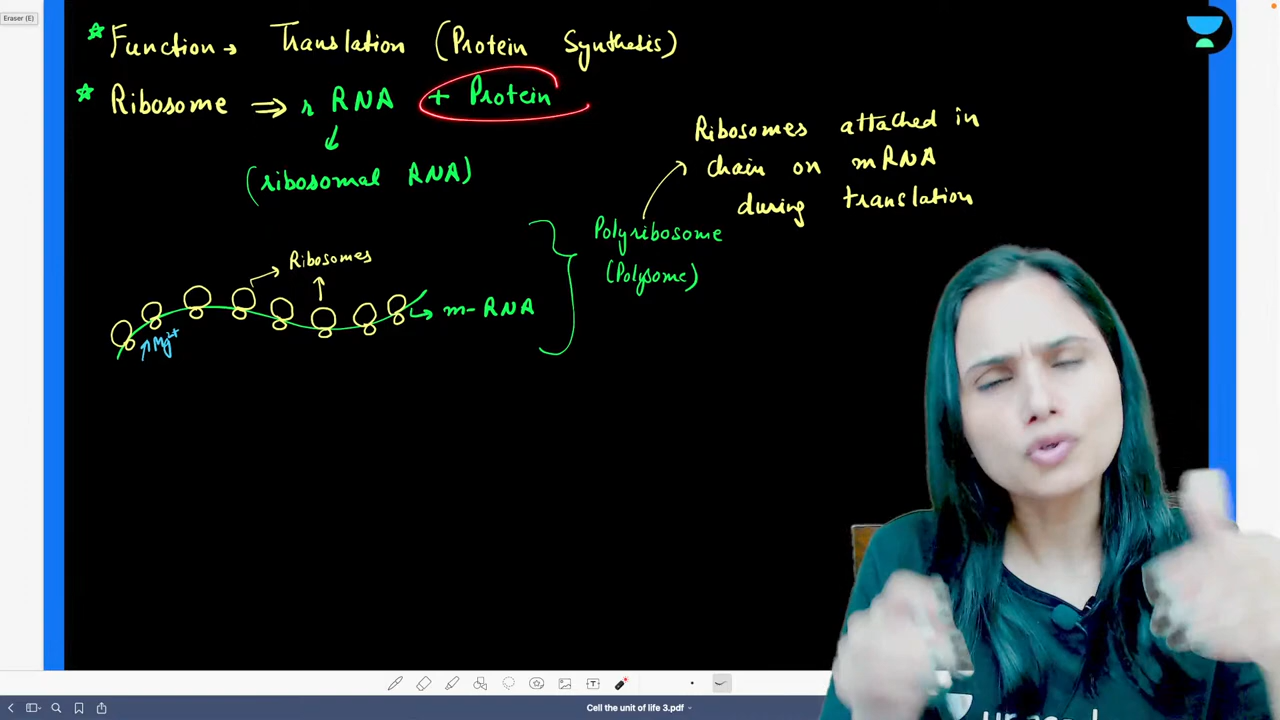 Eraser (E)
* Function → Translation (Protein Synthesis)
* Ribosome ⇒ r RNA + Protein
↓
(ribosomal RNA)
Ribosomes attached in
chain on mRNA
during translation
Polyribosome
(Polysome)
Ribosomes
m-RNA
↑Mg²⁺
Cell the unit of life 3.pdf